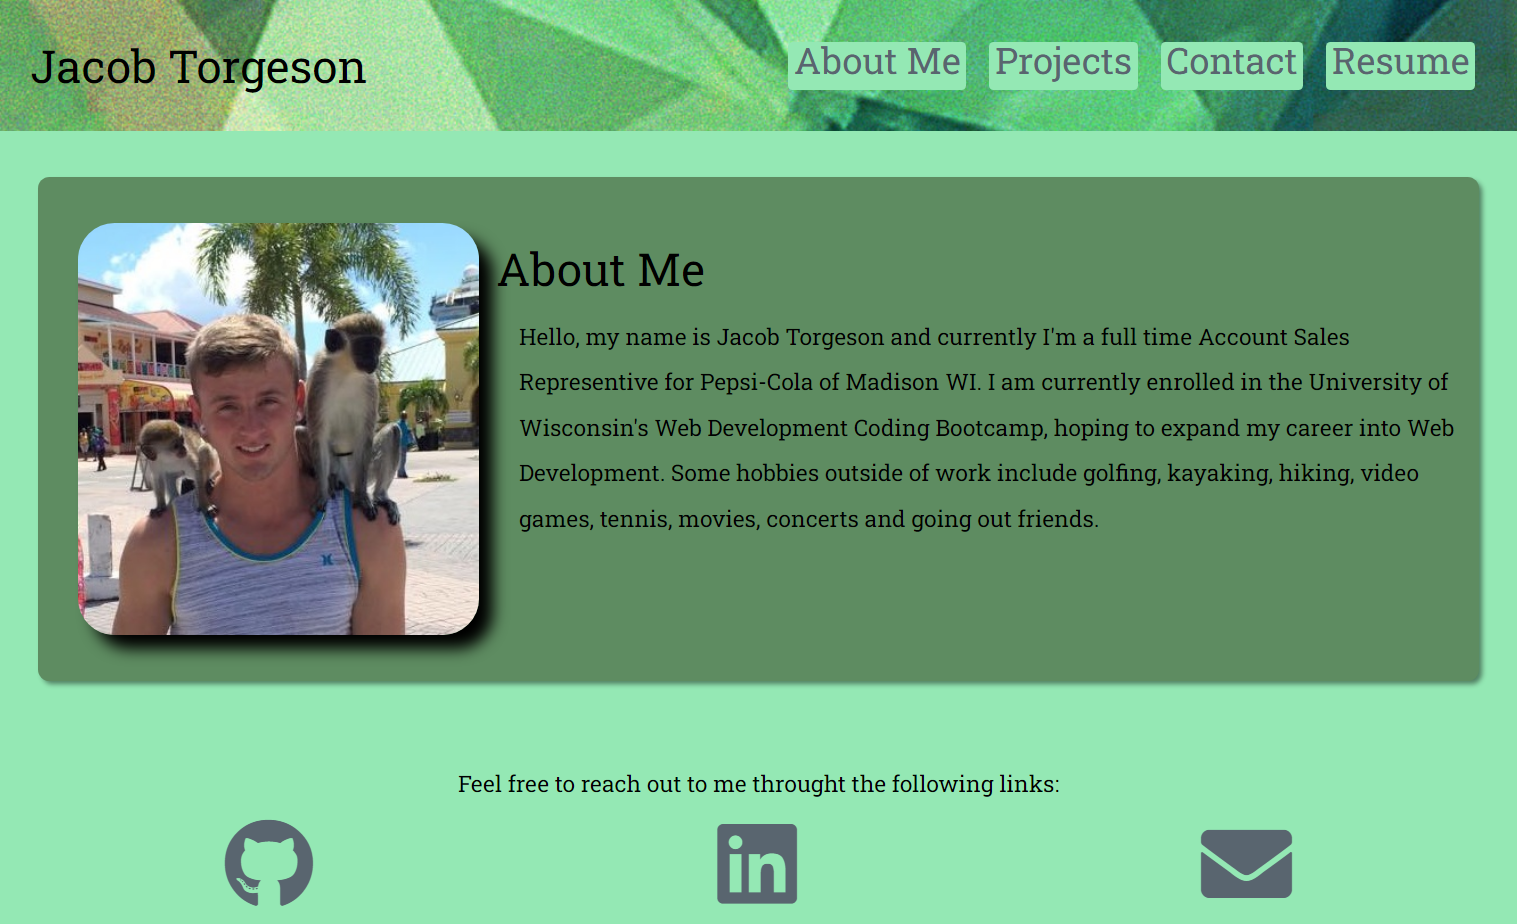 Jacob Torgeson
About Me
Projects
Contact
Resume
About Me
Hello, my name is Jacob Torgeson and currently I'm a full time Account Sales
Representive for Pepsi-Cola of Madison WI. I am currently enrolled in the University of
Wisconsin's Web Development Coding Bootcamp, hoping to expand my career into Web
Development. Some hobbies outside of work include golfing, kayaking, hiking, video
games, tennis, movies, concerts and going out friends.
Feel free to reach out to me throught the following links:
in